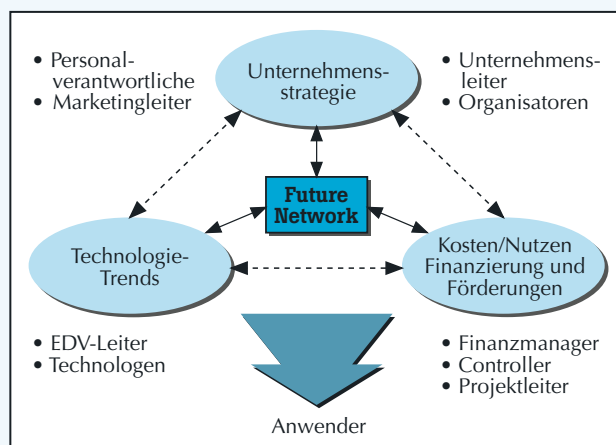 • Personal-
verantwortliche
• Marketingleiter
Unternehmens-
strategie
• Unternehmens-
leiter
• Organisatoren
Future
Network
Technologie-
Trends
Kosten/Nutzen
Finanzierung und
Förderungen
• EDV-Leiter
• Technologen
• Finanzmanager
• Controller
• Projektleiter
Anwender